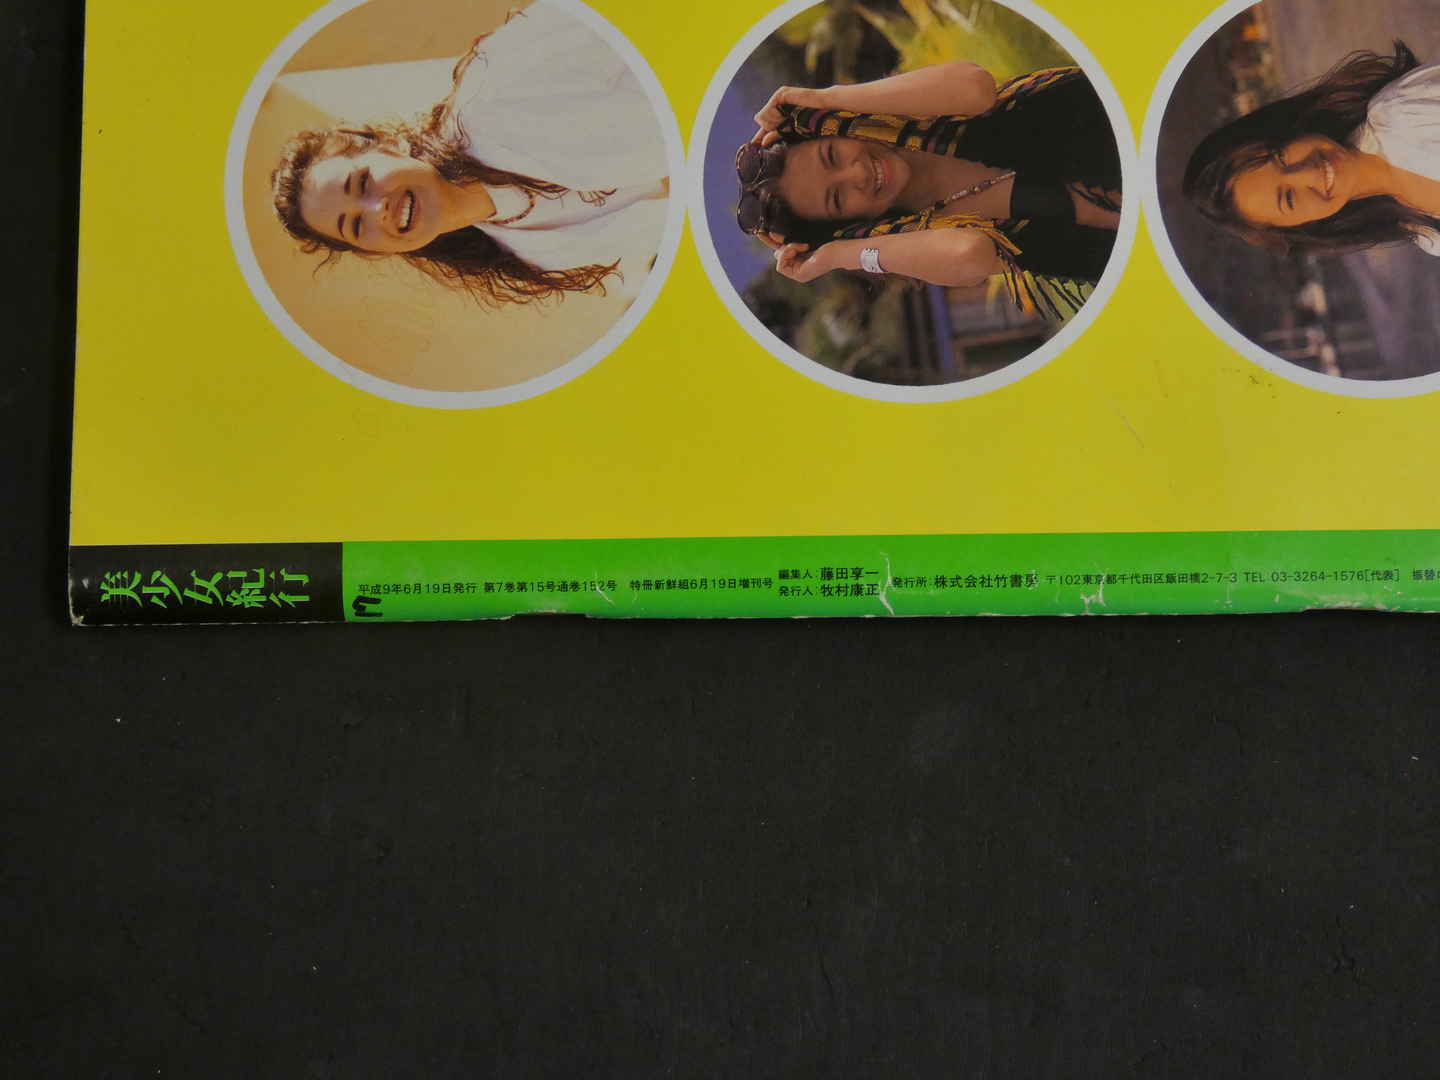 美少女紀行
平成9年6月19日発行 第7巻第15号通巻152号 特冊新鮮組6月19日増刊号
編集人:藤田享一
発行人:牧村康正
発行所:株式会社竹書房 〒102東京都千代田区飯田橋2-7-3 TEL 03-3264-1576[代表] 振替